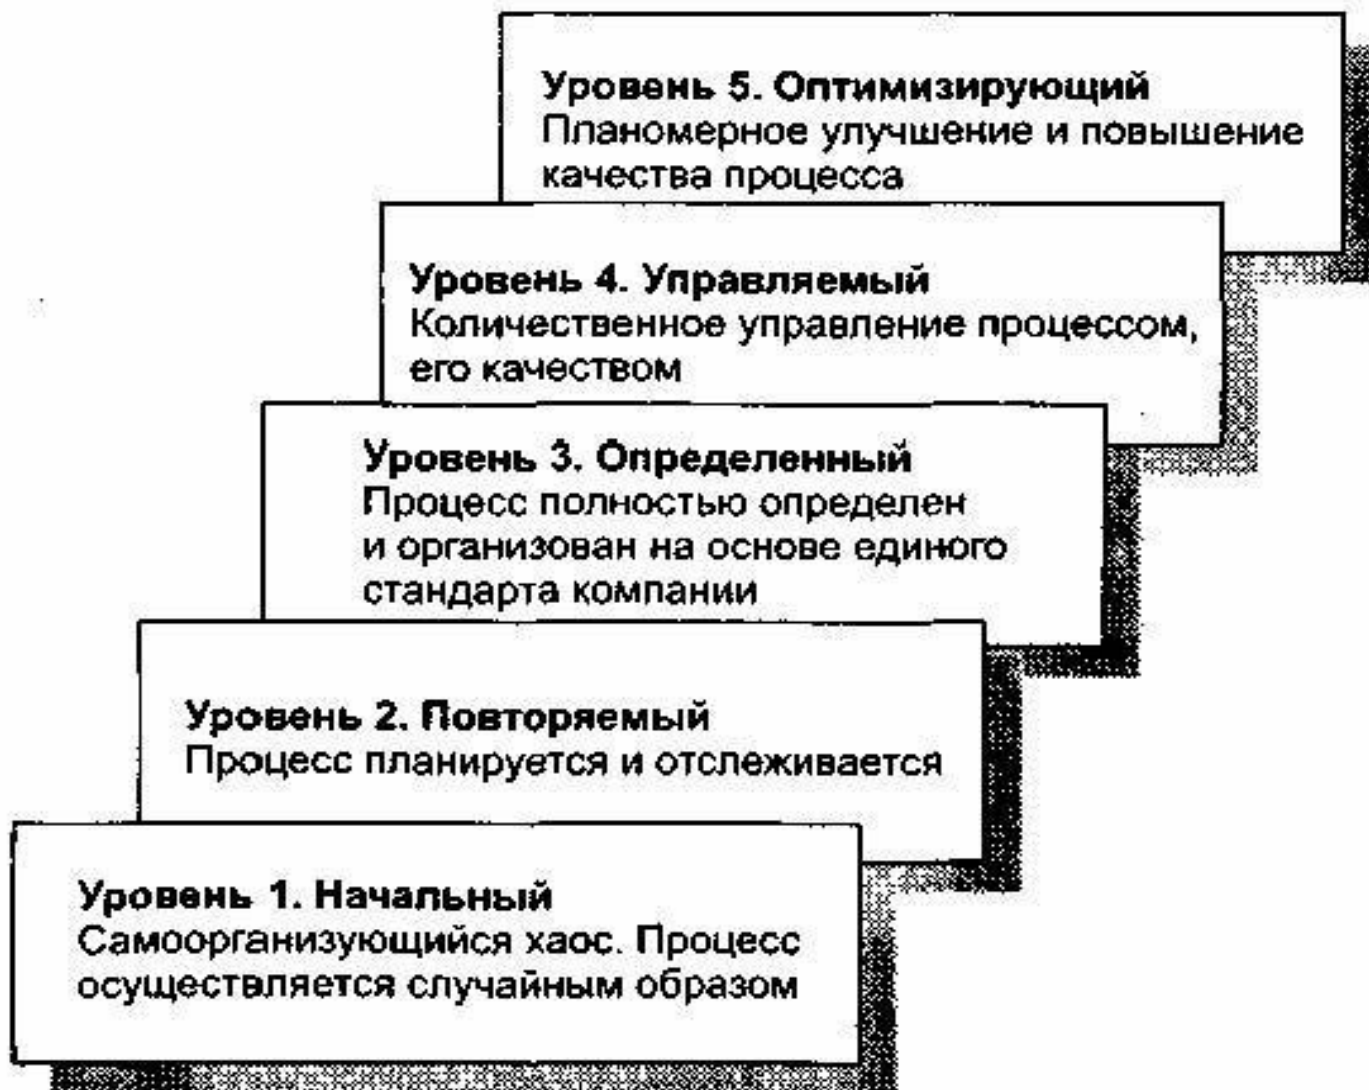 Уровень 5. Оптимизирующий
Планомерное улучшение и повышение
качества процесса
Уровень 4. Управляемый
Количественное управление процессом,
его качеством
Уровень 3. Определенный
Процесс полностью определен
и организован на основе единого
стандарта компании
Уровень 2. Повторяемый
Процесс планируется и отслеживается
Уровень 1. Начальный
Самоорганизующийся хаос. Процесс
осуществляется случайным образом